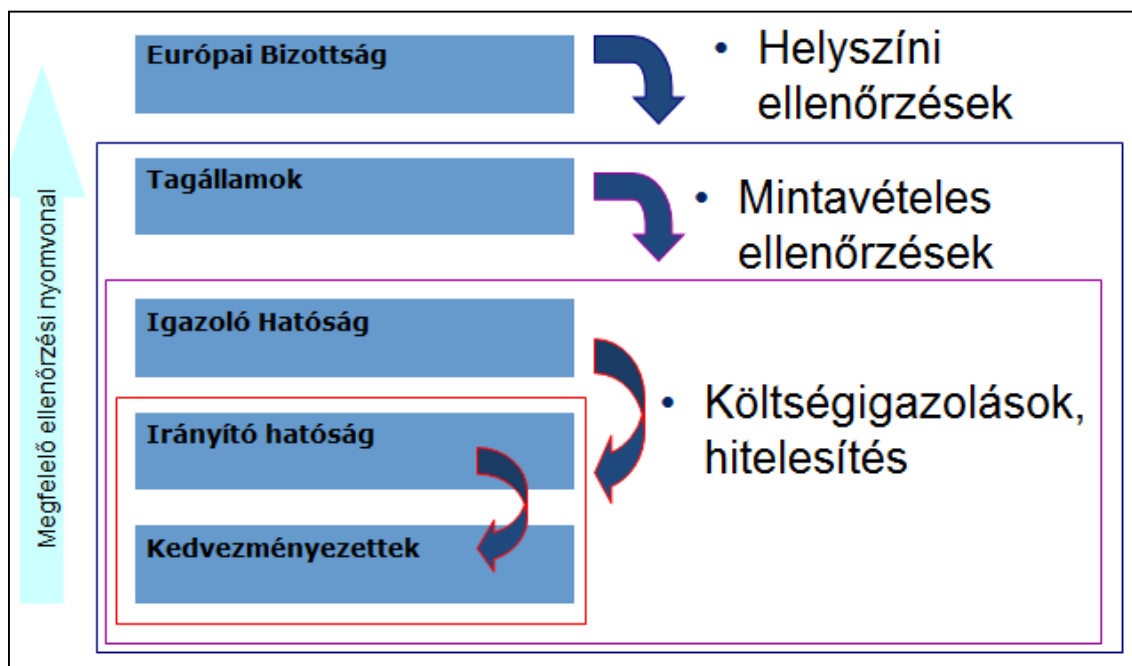 Európai Bizottság
• Helyszíni
ellenőrzések
Tagállamok
• Mintavételes
ellenőrzések
Igazoló Hatóság
• Költségigazolások,
hitelesítés
Irányító hatóság
Kedvezményezettek
Megfelelő ellenőrzési nyomvonal